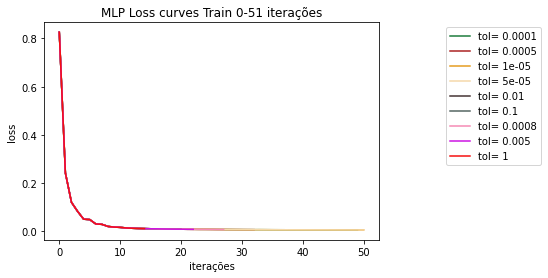 MLP Loss curves Train 0-51 iterações
0.8
0.6
0.4
0.2
0.0
loss
0 10 20 30 40 50
iterações
tol= 0.0001
tol= 0.0005
tol= 1e-05
tol= 5e-05
tol= 0.01
tol= 0.1
tol= 0.0008
tol= 0.005
tol= 1